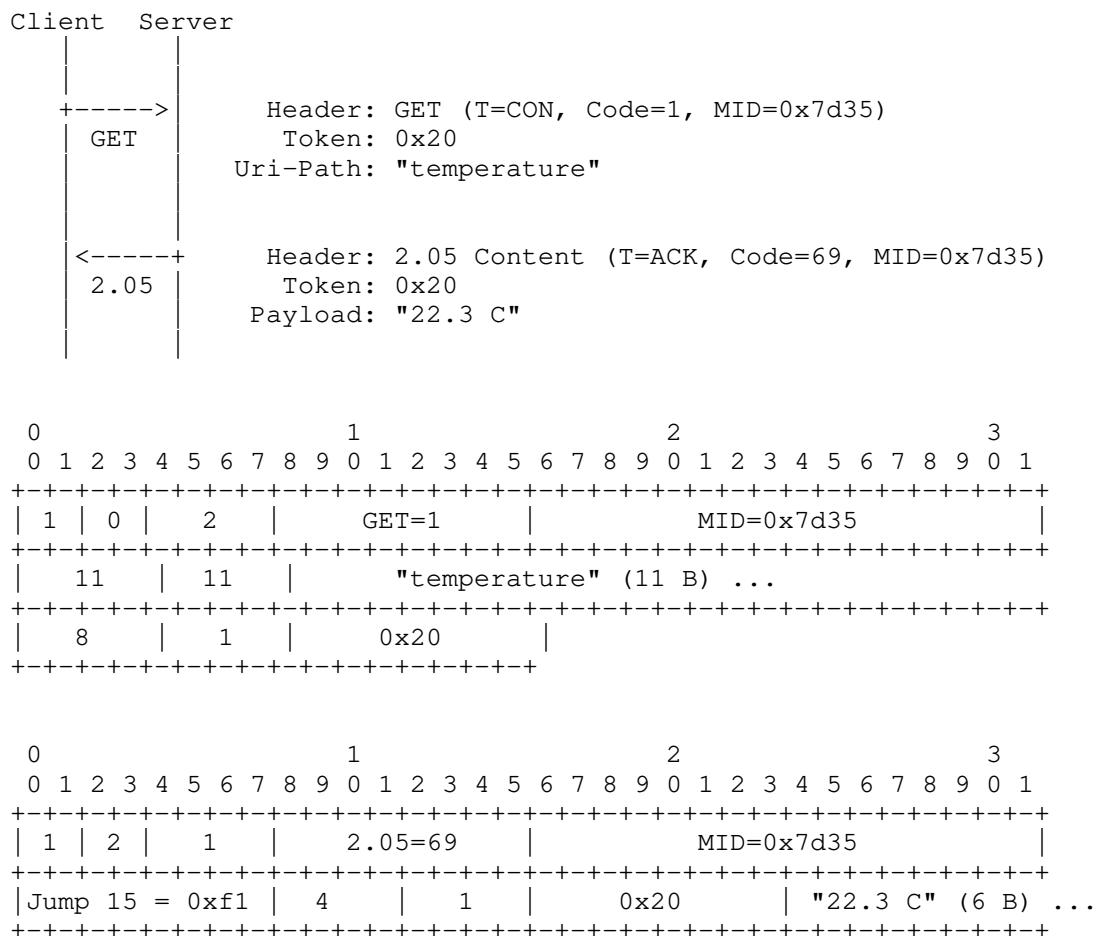 Client  Server
   |      |
   |      |
   +----->|     Header: GET (T=CON, Code=1, MID=0x7d35)
   | GET  |      Token: 0x20
   |      |   Uri-Path: "temperature"
   |      |
   |      |
   |<-----+     Header: 2.05 Content (T=ACK, Code=69, MID=0x7d35)
   | 2.05 |      Token: 0x20
   |      |    Payload: "22.3 C"
   |      |
 0                   1                   2                   3
 0 1 2 3 4 5 6 7 8 9 0 1 2 3 4 5 6 7 8 9 0 1 2 3 4 5 6 7 8 9 0 1
+-+-+-+-+-+-+-+-+-+-+-+-+-+-+-+-+-+-+-+-+-+-+-+-+-+-+-+-+-+-+-+-+
| 1 | 0 |   2   |     GET=1     |          MID=0x7d35           |
+-+-+-+-+-+-+-+-+-+-+-+-+-+-+-+-+-+-+-+-+-+-+-+-+-+-+-+-+-+-+-+-+
|   11   |  11   |      "temperature" (11 B) ...
+-+-+-+-+-+-+-+-+-+-+-+-+-+-+-+-+-+-+-+-+-+-+-+-+-+-+-+-+-+-+-+-+
|   8    |   1   |     0x20      |
+-+-+-+-+-+-+-+-+-+-+-+-+-+-+-+-+
 0                   1                   2                   3
 0 1 2 3 4 5 6 7 8 9 0 1 2 3 4 5 6 7 8 9 0 1 2 3 4 5 6 7 8 9 0 1
+-+-+-+-+-+-+-+-+-+-+-+-+-+-+-+-+-+-+-+-+-+-+-+-+-+-+-+-+-+-+-+-+
| 1 | 2 |   1   |    2.05=69    |          MID=0x7d35           |
+-+-+-+-+-+-+-+-+-+-+-+-+-+-+-+-+-+-+-+-+-+-+-+-+-+-+-+-+-+-+-+-+
|Jump 15 = 0xf1 |  4    |   1   |     0x20      | "22.3 C" (6 B) ...
+-+-+-+-+-+-+-+-+-+-+-+-+-+-+-+-+-+-+-+-+-+-+-+-+-+-+-+-+-+-+-+-+